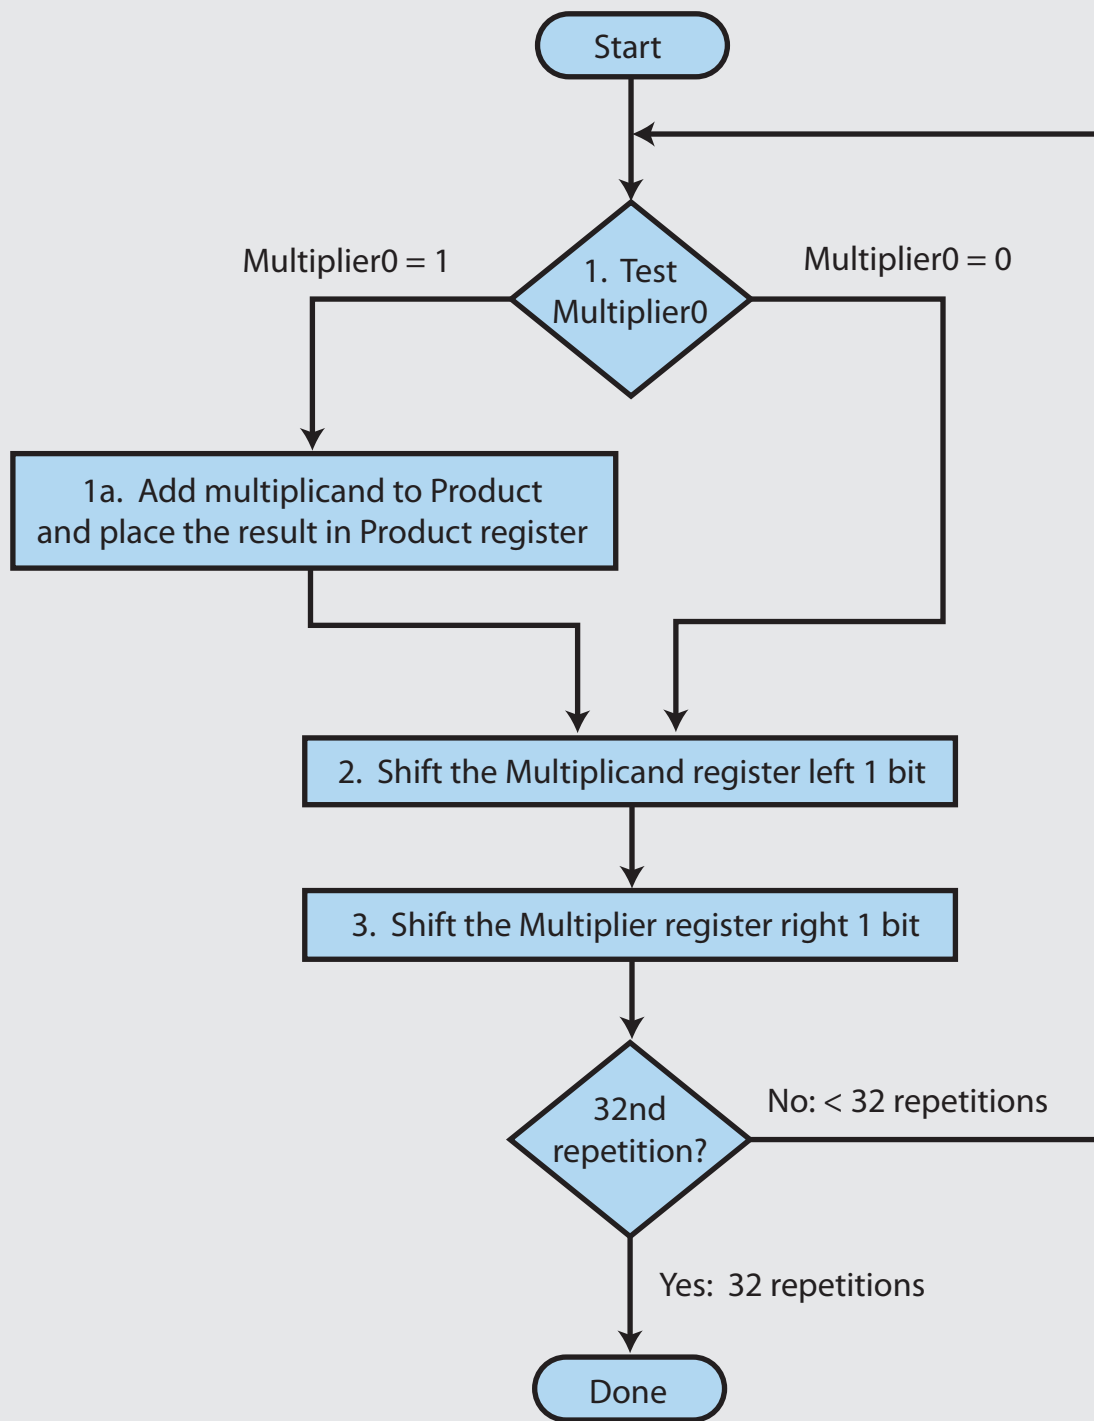 Start
Multiplier0 = 1
1. Test
Multiplier0
Multiplier0 = 0
1a. Add multiplicand to Product
and place the result in Product register
2. Shift the Multiplicand register left 1 bit
3. Shift the Multiplier register right 1 bit
32nd
repetition?
No: < 32 repetitions
Yes: 32 repetitions
Done